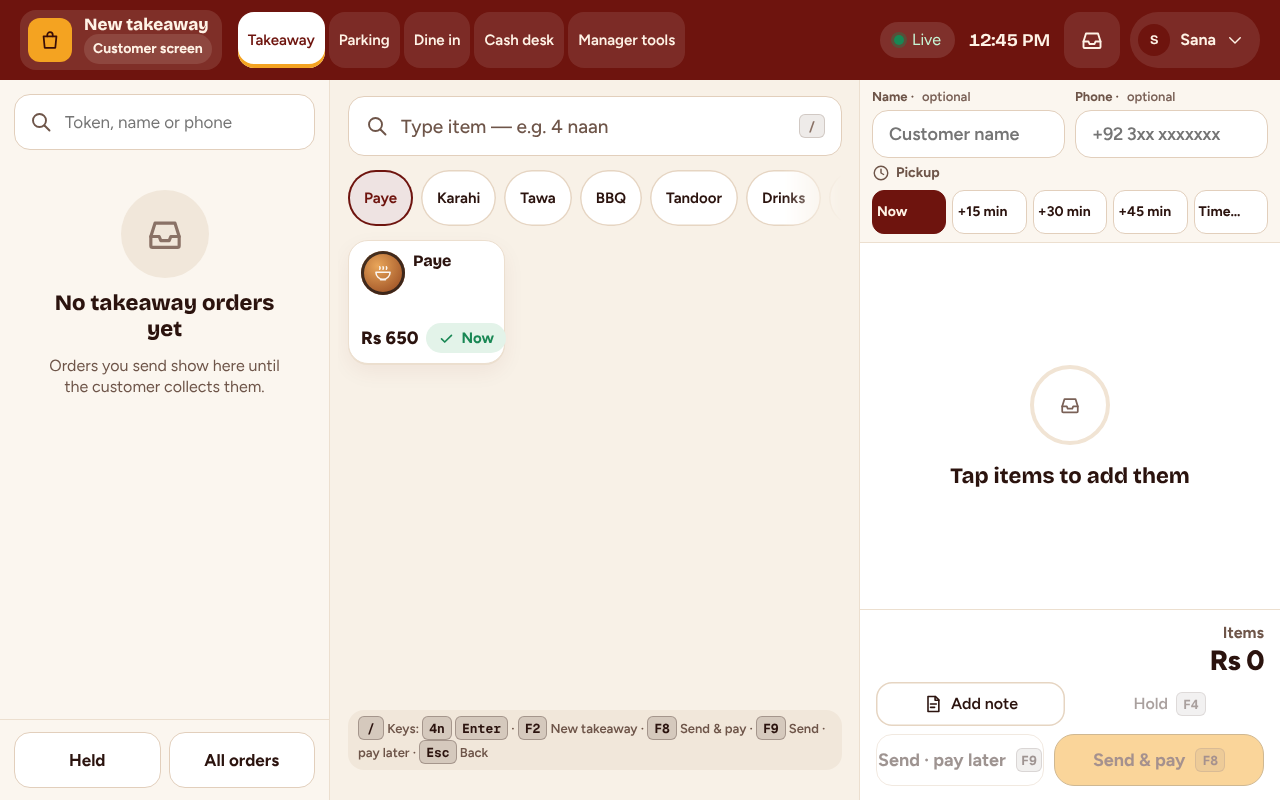 New takeaway
Customer screen
Takeaway
Parking
Dine in
Cash desk
Manager tools
Live
12:45 PM
S
Sana
Token, name or phone
No takeaway orders
yet
Orders you send show here until
the customer collects them.
Held
All orders
Type item — e.g. 4 naan
/
Paye
Karahi
Tawa
BBQ
Tandoor
Drinks
Paye
Rs 650
Now
/ Keys: 4n Enter · F2 New takeaway · F8 Send & pay · F9 Send ·
pay later · Esc Back
Name · optional
Phone · optional
Customer name
+92 3xx xxxxxxx
Pickup
Now
+15 min
+30 min
+45 min
Time...
Tap items to add them
Items
Rs 0
Add note
Hold F4
Send · pay later F9
Send & pay F8